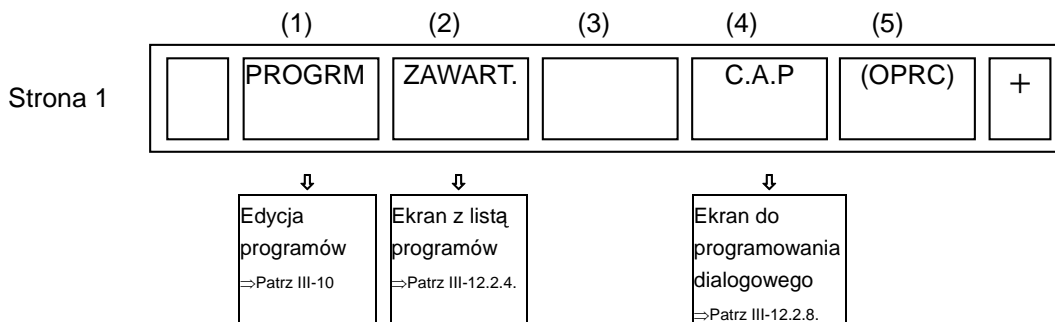 (1) (2) (3) (4) (5)
Strona 1 PROGRM ZAWART. C.A.P (OPRC) +
Edycja
programów
⇒Patrz III-10
Ekran z listą
programów
⇒Patrz III-12.2.4.
Ekran do
programowania
dialogowego
⇒Patrz III-12.2.8.